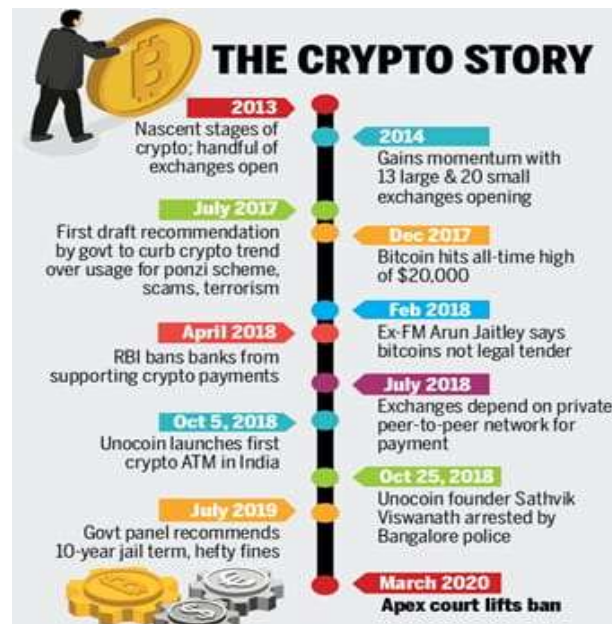 THE CRYPTO STORY
2013
Nascent stages of
crypto; handful of
exchanges open
2014
Gains momentum with
13 large & 20 small
exchanges opening
July 2017
First draft recommendation
by govt to curb crypto trend
over usage for ponzi scheme,
scams, terrorism
Dec 2017
Bitcoin hits all-time high
of $20,000
Feb 2018
Ex-FM Arun Jaitley says
bitcoins not legal tender
April 2018
RBI bans banks from
supporting crypto payments
July 2018
Exchanges depend on private
peer-to-peer network for
payment
Oct 5, 2018
Unocoin launches first
crypto ATM in India
Oct 25, 2018
Unocoin founder Sathvik
Viswanath arrested by
Bangalore police
July 2019
Govt panel recommends
10-year jail term, hefty fines
March 2020
Apex court lifts ban